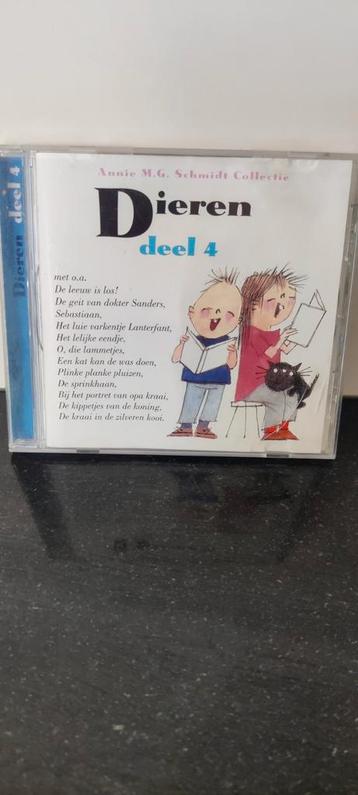 Annie M.G. Schmidt Collectie
Dieren
deel 4
met o.a.
De leeuw is los!
De geit van dokter Sanders,
Sebastiaan,
Het luie varkentje Lanterfant,
Het lelijke eendje,
O, die lammetjes,
Een kat kan de was doen,
Plinke planke pluizen,
De sprinkhaan,
Bij het portret van opa kraai,
De kippetjes van de koning,
De kraai in de zilveren kooi.
Dieren deel 4